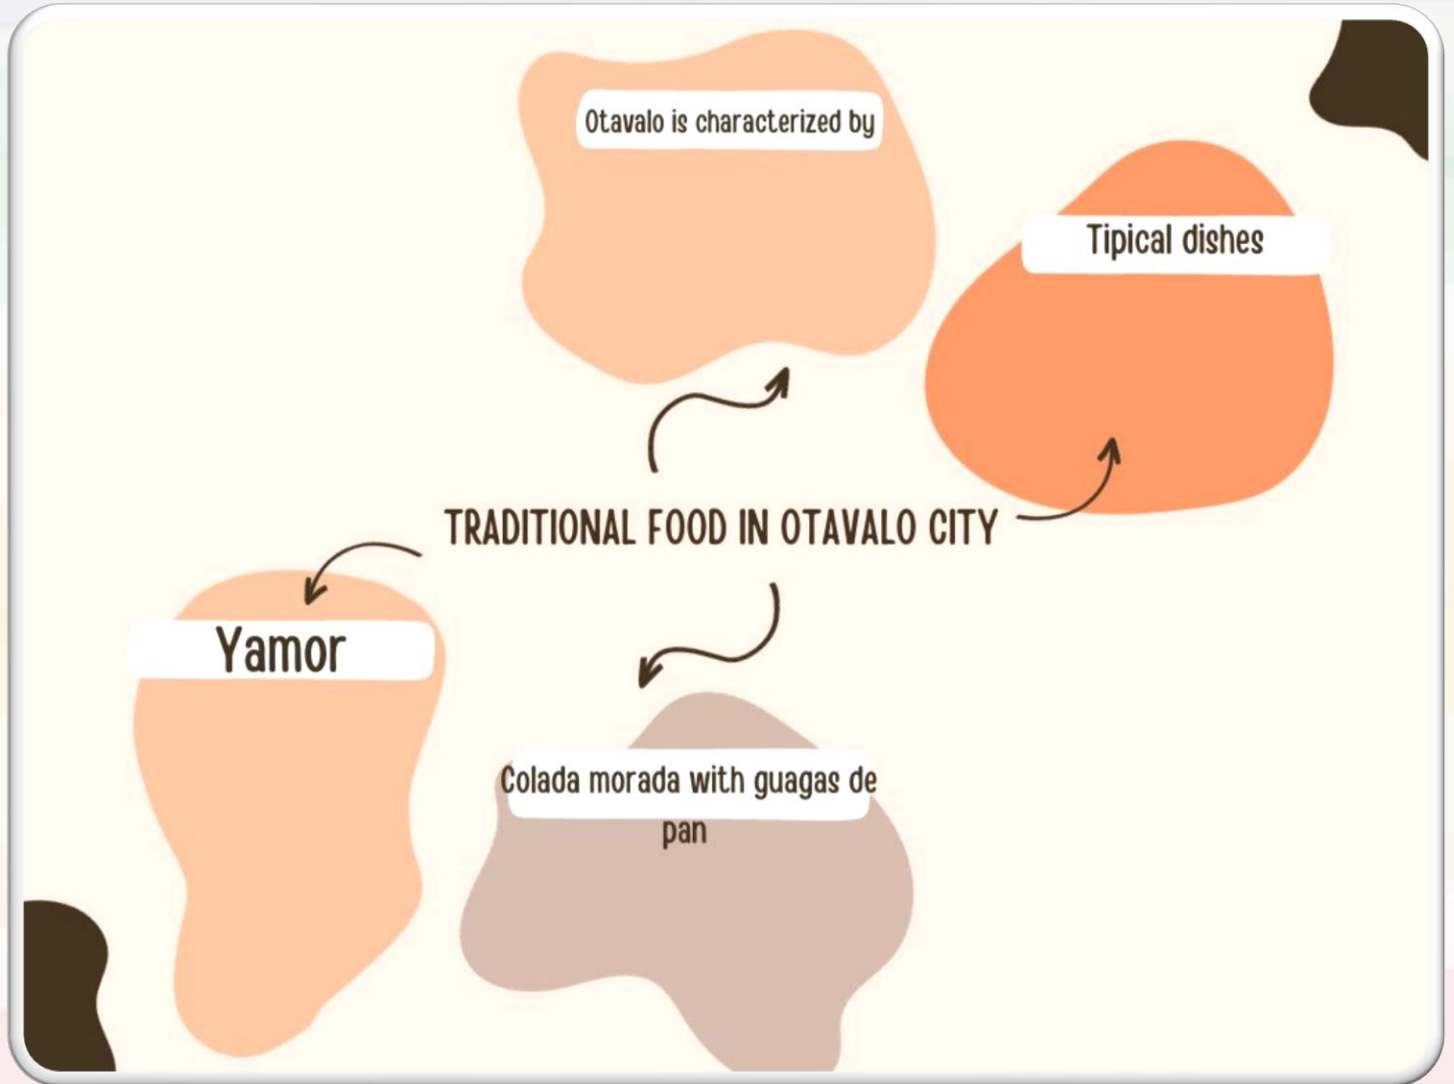 Otavalo is characterized by
Tipical dishes
TRADITIONAL FOOD IN OTAVALO CITY
Yamor
Colada morada with guagas de
pan